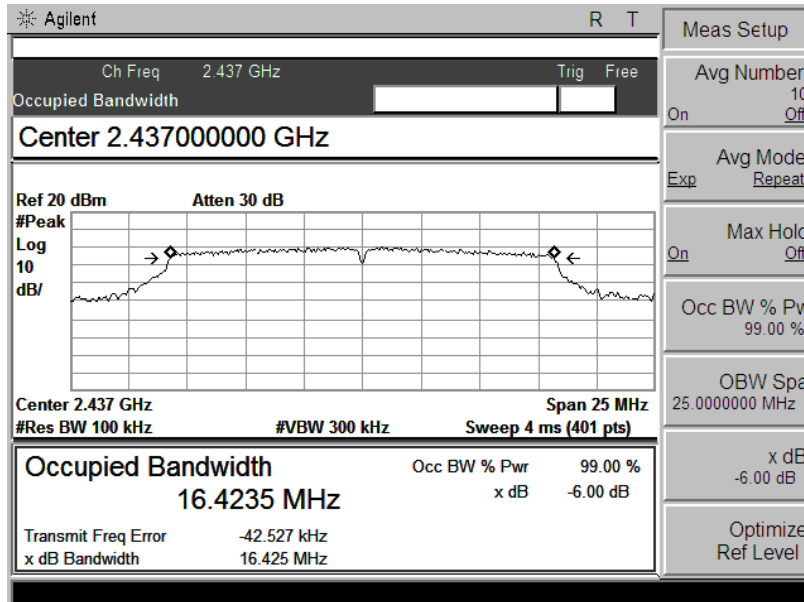 Agilent R T
Ch Freq 2.437 GHz Trig Free
Occupied Bandwidth
Center 2.437000000 GHz
Ref 20 dBm Atten 30 dB
#Peak
Log
10
dB/
Center 2.437 GHz Span 25 MHz
#Res BW 100 kHz #VBW 300 kHz Sweep 4 ms (401 pts)
Occupied Bandwidth Occ BW % Pwr 99.00 %
16.4235 MHz x dB -6.00 dB
Transmit Freq Error -42.527 kHz
x dB Bandwidth 16.425 MHz
Meas Setup
Avg Number
10
On Off
Avg Mode
Exp Repeat
Max Hold
On Off
Occ BW % Pw
99.00 %
OBW Spa
25.0000000 MHz
x dB
-6.00 dB
Optimize
Ref Level